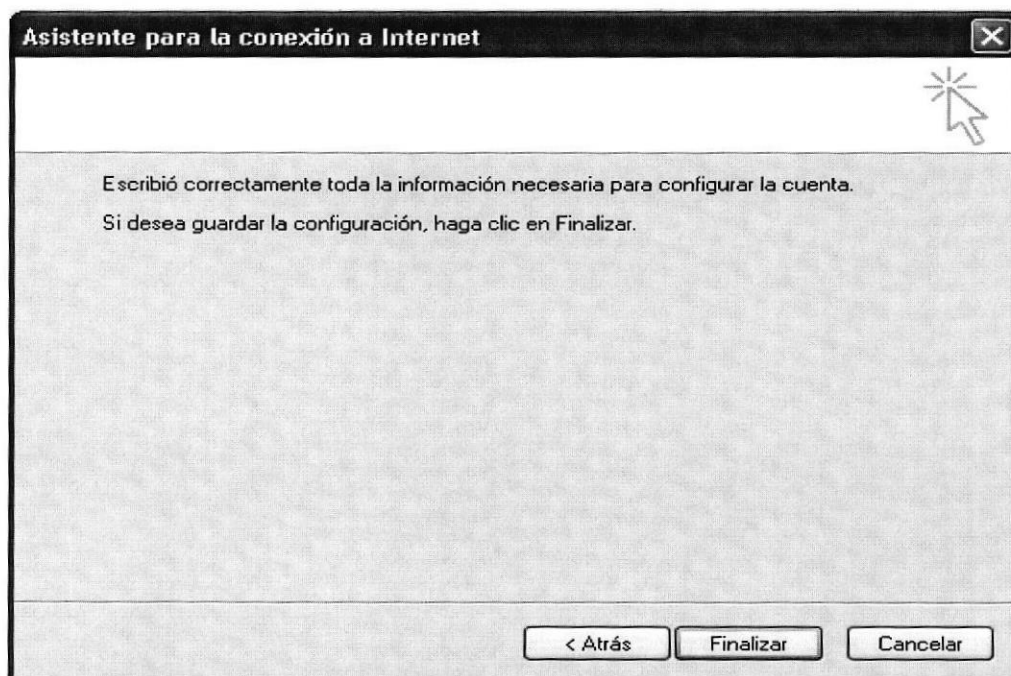 Asistente para la conexión a Internet
Escribió correctamente toda la información necesaria para configurar la cuenta.
Si desea guardar la configuración, haga clic en Finalizar.
< Atrás
Finalizar
Cancelar